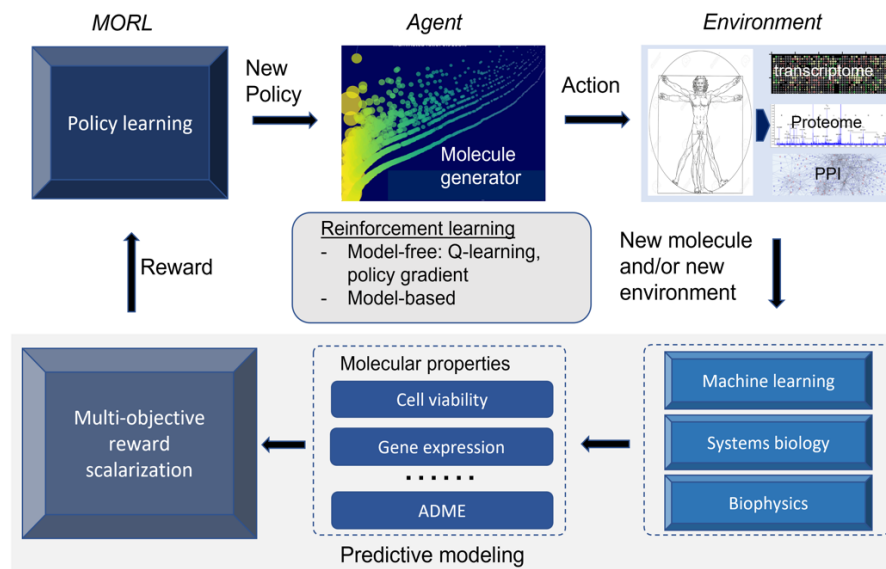 MORL
Agent
Environment
Policy learning
New
Policy
Molecule
generator
Action
transcriptome
Proteome
PPI
Reinforcement learning
- Model-free: Q-learning,
policy gradient
- Model-based
New molecule
and/or new
environment
Reward
Multi-objective
reward
scalarization
Molecular properties
Cell viability
Gene expression
......
ADME
Machine learning
Systems biology
Biophysics
Predictive modeling